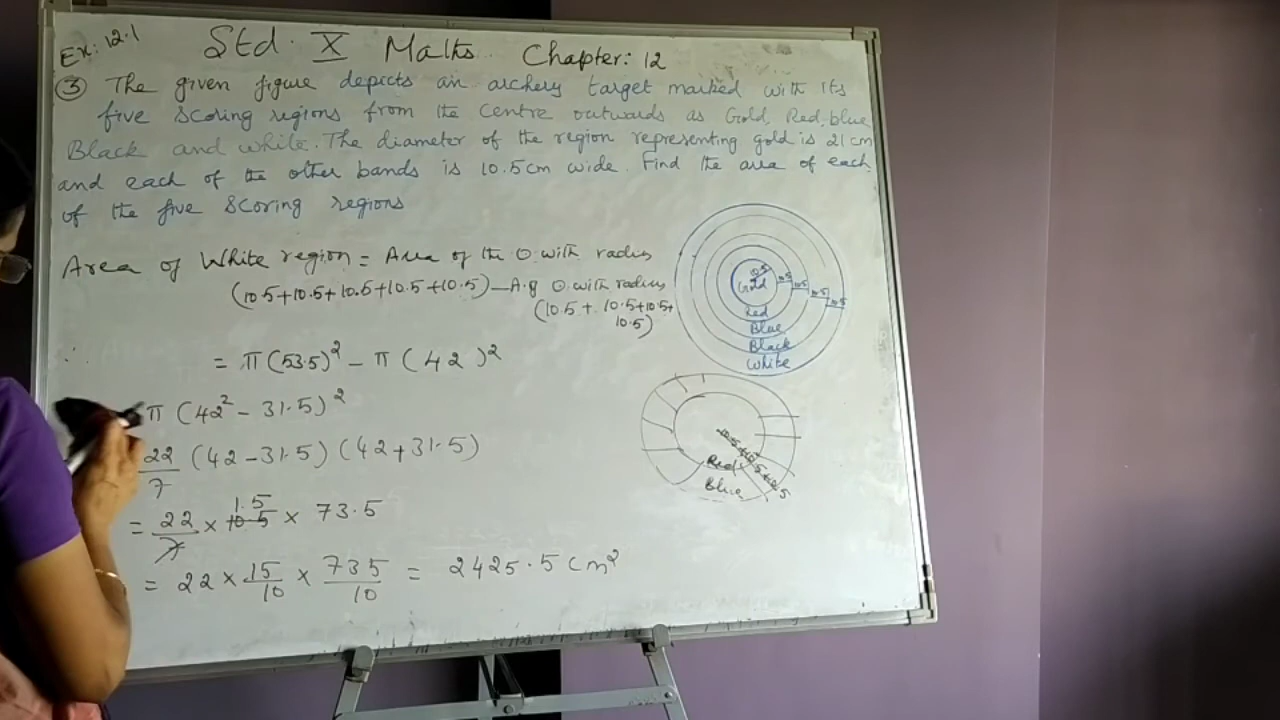 Ex: 12.1
Std. X Maths Chapter: 12
③ The given figure depicts an archery target marked with its
five scoring regions from the centre outwards as Gold, Red, blue,
Black and white. The diameter of the region representing gold is 21 cm
and each of the other bands is 10.5 cm wide. Find the area of each
of the five scoring regions
Area of White region = Area of the O with radius
(10.5+10.5+10.5+10.5+10.5) - A.of O with radius
(10.5 + 10.5+10.5+
10.5)
= π (53.5)² - π (42)²
π (42² - 31.5)²
22/7 (42 - 31.5) (42 + 31.5)
= 22/7 × 10.5 1.5 × 73.5
= 22 × 15/10 × 735/10 = 2425.5 cm²
10.5
Gold
10.5
10.5
10.5
10.5
Red
Blue
Black
White
Red
Blue